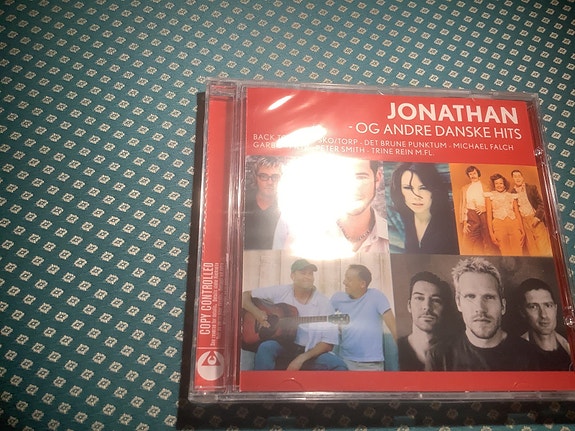 JONATHAN
- OG ANDRE DANSKE HITS
BACK TO KO/TORP · DET BRUNE PUNKTUM · MICHAEL FALCH
SMITH · TRINE REIN M.FL.
COPY CONTROLLED